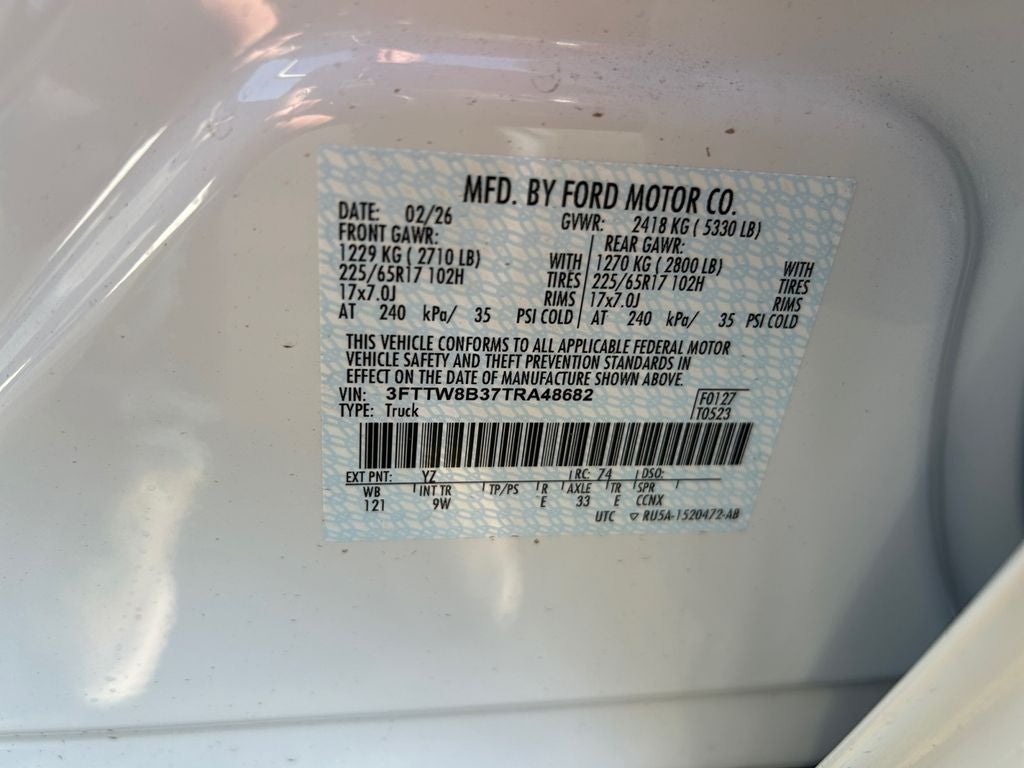 MFD. BY FORD MOTOR CO.
DATE: 02/26 GVWR: 2418 KG ( 5330 LB)
FRONT GAWR: REAR GAWR:
1229 KG ( 2710 LB) WITH 1270 KG ( 2800 LB) WITH
225/65R17 102H TIRES 225/65R17 102H TIRES
17x7.0J RIMS 17x7.0J RIMS
AT 240 kPa/ 35 PSI COLD AT 240 kPa/ 35 PSI COLD
THIS VEHICLE CONFORMS TO ALL APPLICABLE FEDERAL MOTOR
VEHICLE SAFETY AND THEFT PREVENTION STANDARDS IN
EFFECT ON THE DATE OF MANUFACTURE SHOWN ABOVE.
VIN: 3FTTW8B37TRA48682 F0127
TYPE: Truck T0523
EXT PNT: YZ RC: 74 DSO:
WB INT TR TP/PS R AXLE TR SPR
121 9W E 33 E CCNX
UTC ▽ RU5A-1520472-AB